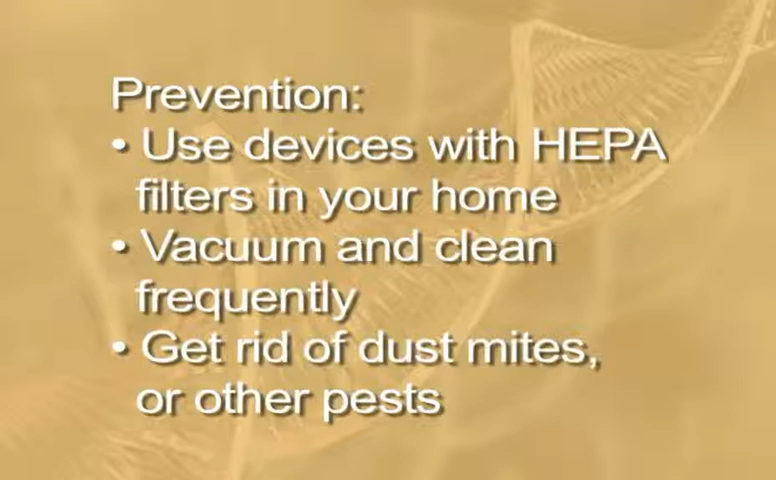 Prevention:
• Use devices with HEPA
filters in your home
• Vacuum and clean
frequently
• Get rid of dust mites,
or other pests